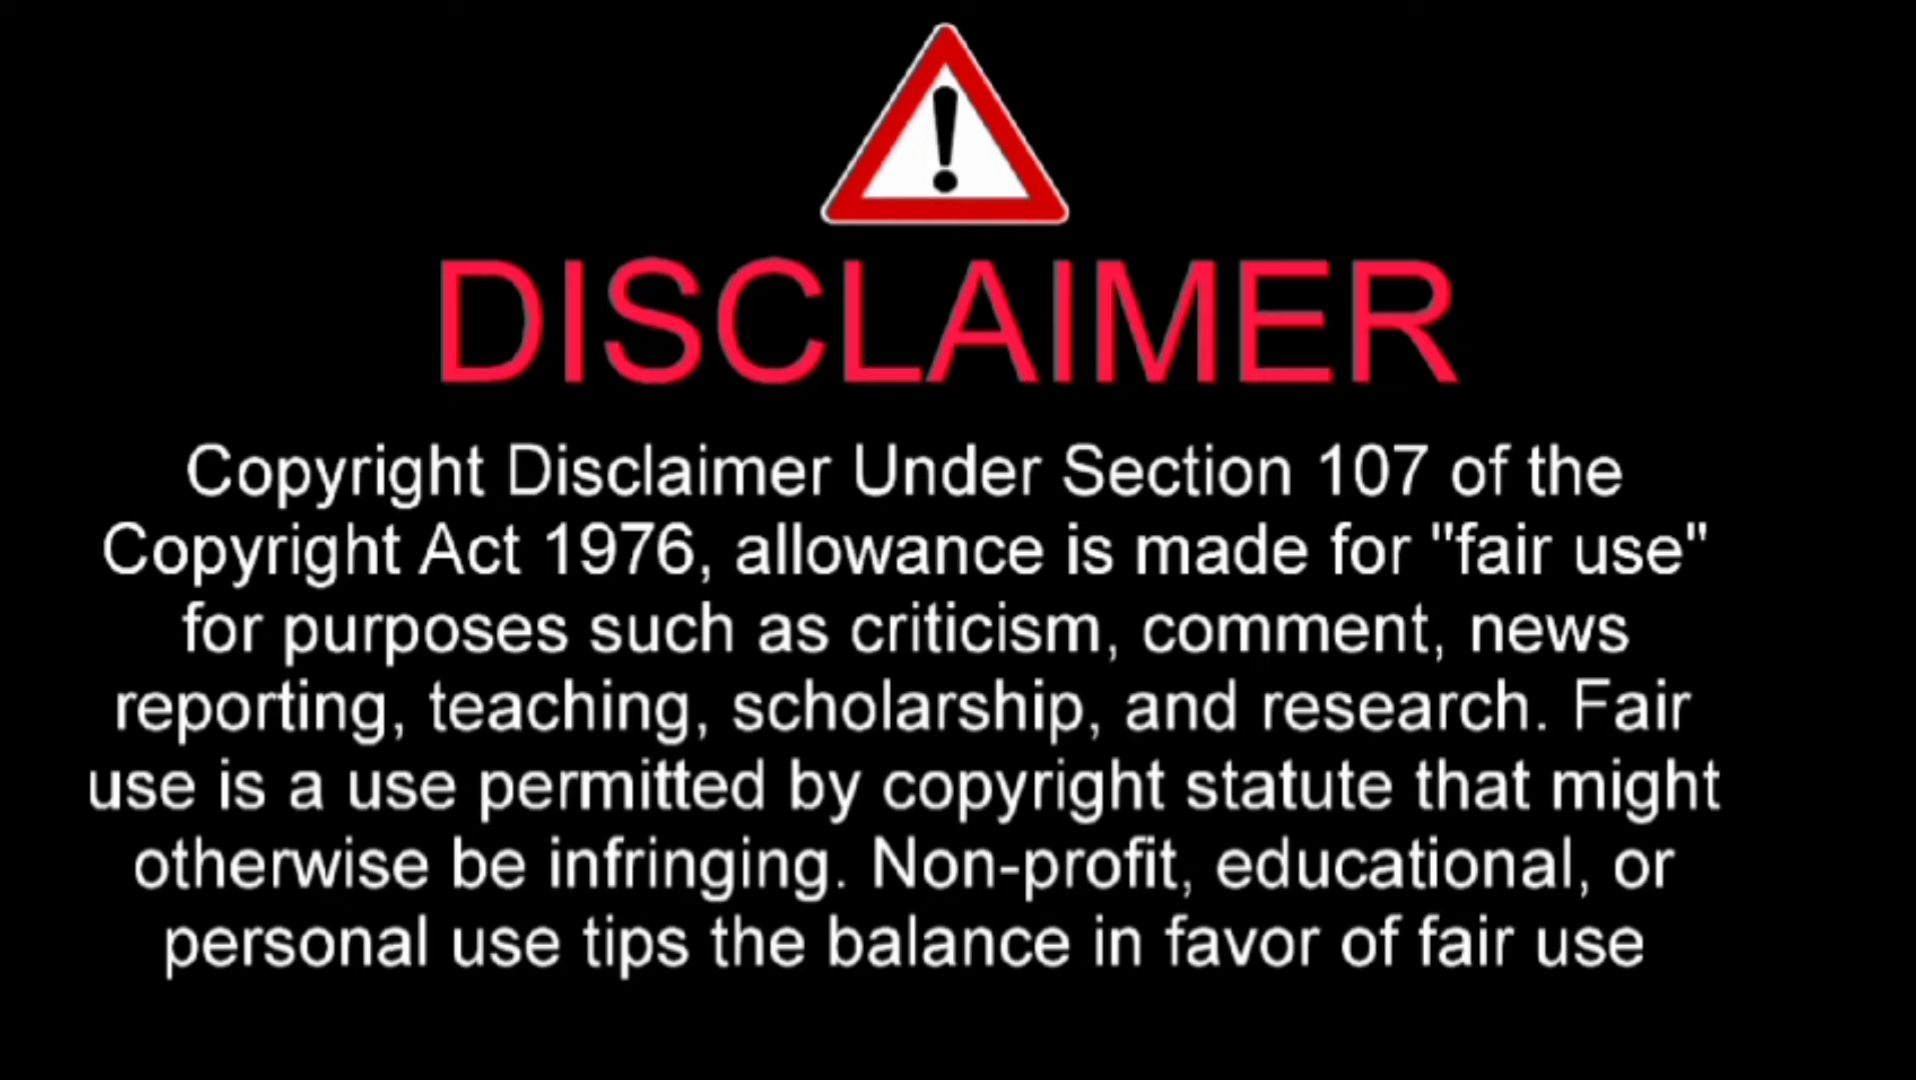 DISCLAIMER
Copyright Disclaimer Under Section 107 of the
Copyright Act 1976, allowance is made for "fair use"
for purposes such as criticism, comment, news
reporting, teaching, scholarship, and research. Fair
use is a use permitted by copyright statute that might
otherwise be infringing. Non-profit, educational, or
personal use tips the balance in favor of fair use